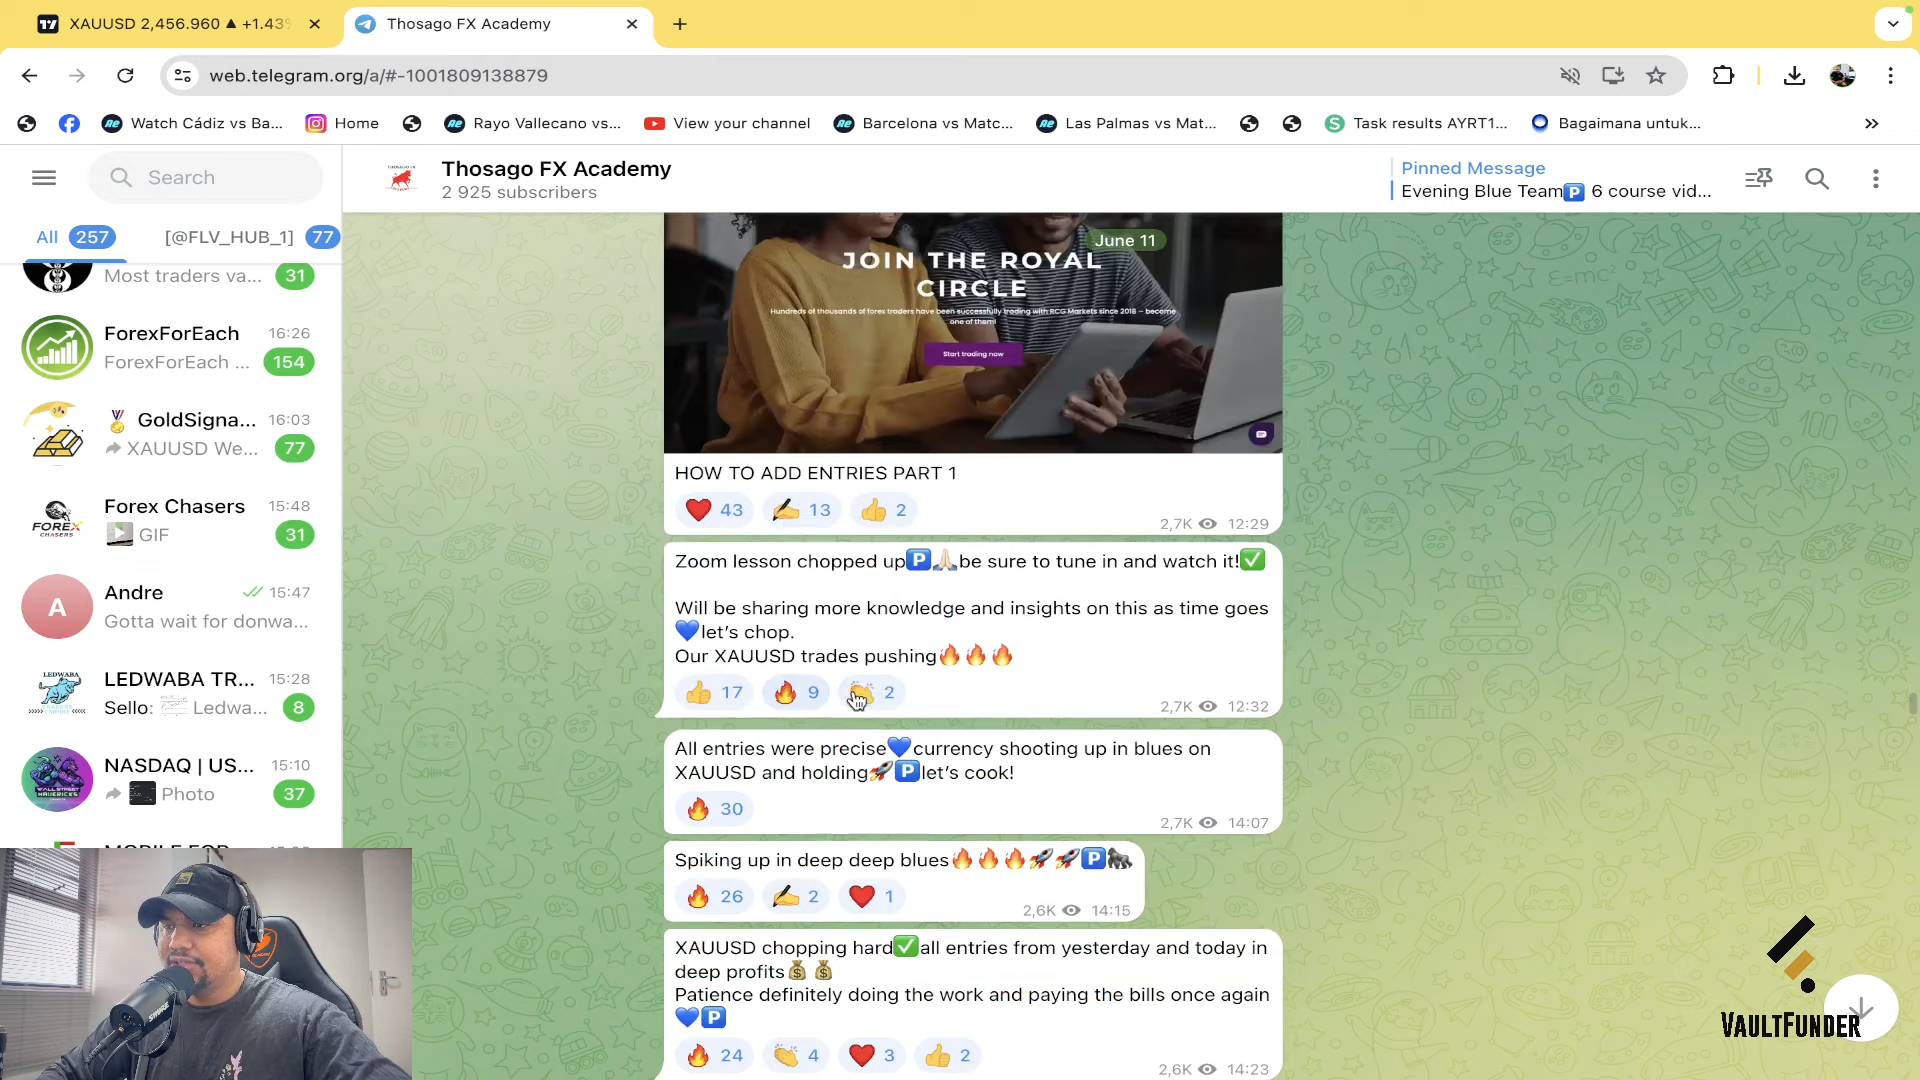 XAUUSD 2,456.960 ▲ +1.43%
Thosago FX Academy
web.telegram.org/a/#-1001809138879
Watch Cádiz vs Ba...
Home
Rayo Vallecano vs...
View your channel
Barcelona vs Matc...
Las Palmas vs Mat...
Task results AYRT1...
Bagaimana untuk...
Search
Thosago FX Academy
2 925 subscribers
Pinned Message
Evening Blue Team🅿️ 6 course vid...
All 257
[@FLV_HUB_1] 77
Most traders va... 31
ForexForEach 16:26
ForexForEach ... 154
🏅 GoldSigna... 16:03
XAUUSD We... 77
Forex Chasers 15:48
GIF 31
FOREX
CHASERS
A
Andre 15:47
Gotta wait for donwa...
LEDWABA TR... 15:28
Sello: Ledwa... 8
LEDWABA
NASDAQ | US... 15:10
Photo 37
June 11
JOIN THE ROYAL
CIRCLE
Hundreds of thousands of forex traders have been successfully trading with RCG Markets since 2018 – become
one of them!
Start trading now
HOW TO ADD ENTRIES PART 1
❤️ 43 ✍️ 13 👍 2
2,7K 12:29
Zoom lesson chopped up🅿️🙏🏻be sure to tune in and watch it!✅
Will be sharing more knowledge and insights on this as time goes
💙let's chop.
Our XAUUSD trades pushing🔥🔥🔥
👍 17 🔥 9 👏 2
2,7K 12:32
All entries were precise💙currency shooting up in blues on
XAUUSD and holding🚀🅿️let's cook!
🔥 30
2,7K 14:07
Spiking up in deep deep blues🔥🔥🔥🚀🚀🅿️🦍
🔥 26 ✍️ 2 ❤️ 1
2,6K 14:15
XAUUSD chopping hard✅all entries from yesterday and today in
deep profits💰💰
Patience definitely doing the work and paying the bills once again
💙🅿️
🔥 24 👏 4 ❤️ 3 👍 2
2,6K 14:23
VAULTFUNDER